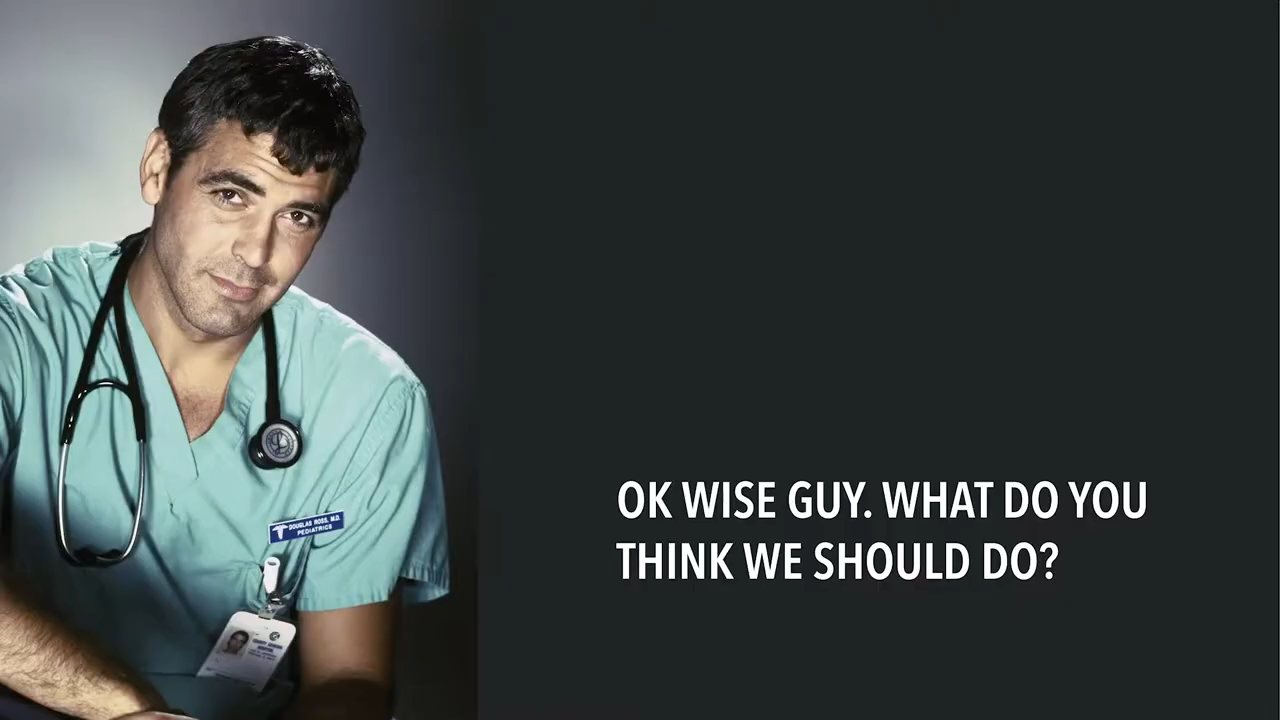 OK WISE GUY. WHAT DO YOU
THINK WE SHOULD DO?
DOUGLAS ROSS, M.D.
PEDIATRICS